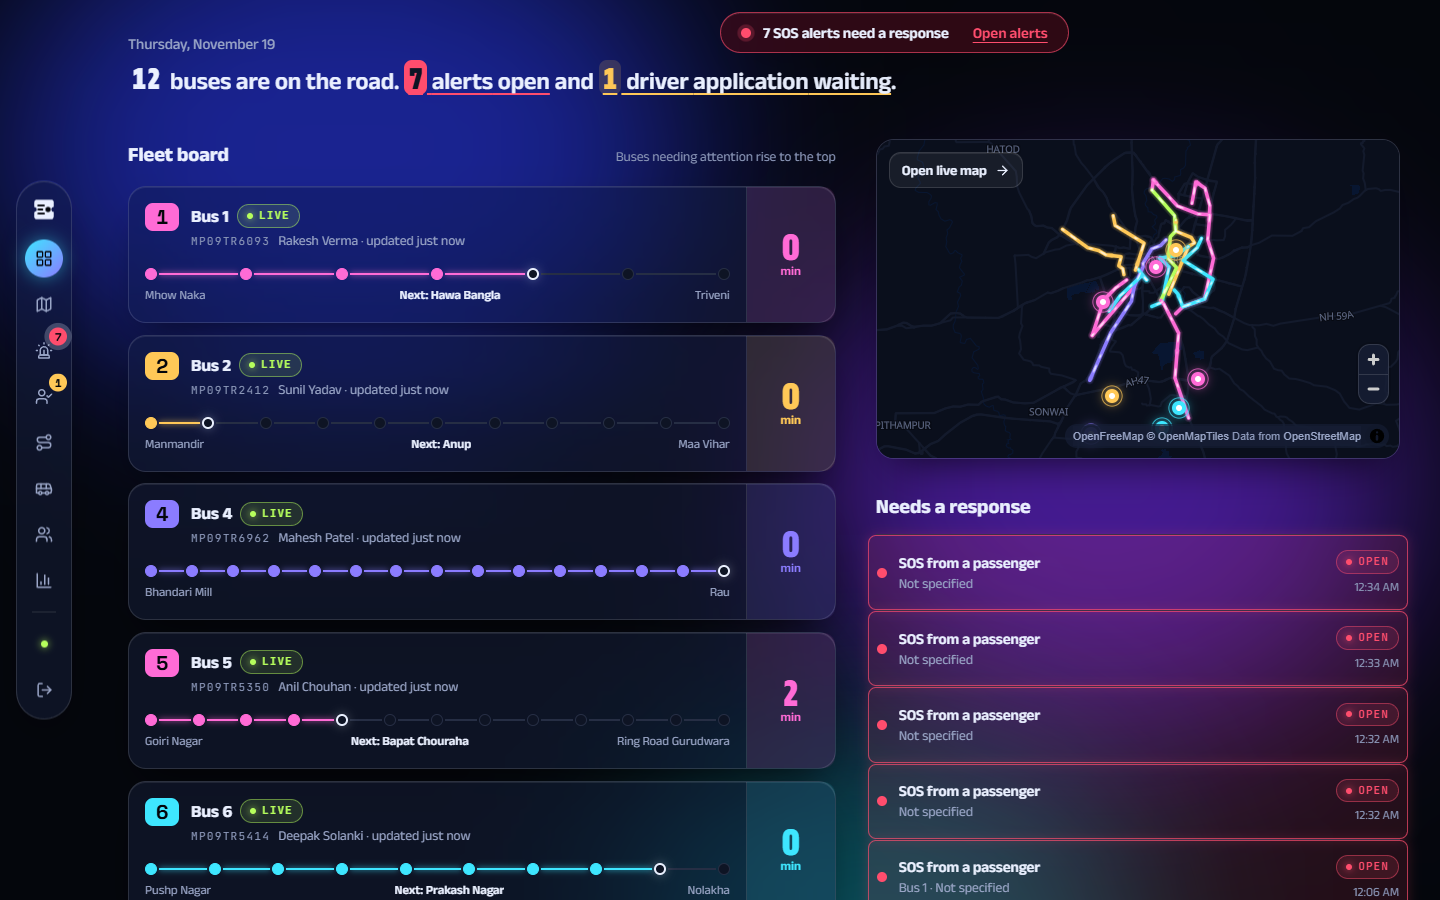 7 SOS alerts need a response Open alerts
Thursday, November 19
12 buses are on the road. 7 alerts open and 1 driver application waiting.
Fleet board
Buses needing attention rise to the top
1 Bus 1 LIVE
MP09TR6093 Rakesh Verma · updated just now
0 min
Mhow Naka Next: Hawa Bangla Triveni
2 Bus 2 LIVE
MP09TR2412 Sunil Yadav · updated just now
0 min
Manmandir Next: Anup Maa Vihar
4 Bus 4 LIVE
MP09TR6962 Mahesh Patel · updated just now
0 min
Bhandari Mill Rau
5 Bus 5 LIVE
MP09TR5350 Anil Chouhan · updated just now
2 min
Goiri Nagar Next: Bapat Chouraha Ring Road Gurudwara
6 Bus 6 LIVE
MP09TR5414 Deepak Solanki · updated just now
0 min
Pushp Nagar Next: Prakash Nagar Nolakha
7
1
HATOD
Open live map →
NH 59A
AH47
SONWAI
PITHAMPUR
+
−
OpenFreeMap © OpenMapTiles Data from OpenStreetMap
Needs a response
SOS from a passenger OPEN
Not specified 12:34 AM
SOS from a passenger OPEN
Not specified 12:33 AM
SOS from a passenger OPEN
Not specified 12:32 AM
SOS from a passenger OPEN
Not specified 12:32 AM
SOS from a passenger OPEN
Bus 1 · Not specified 12:06 AM